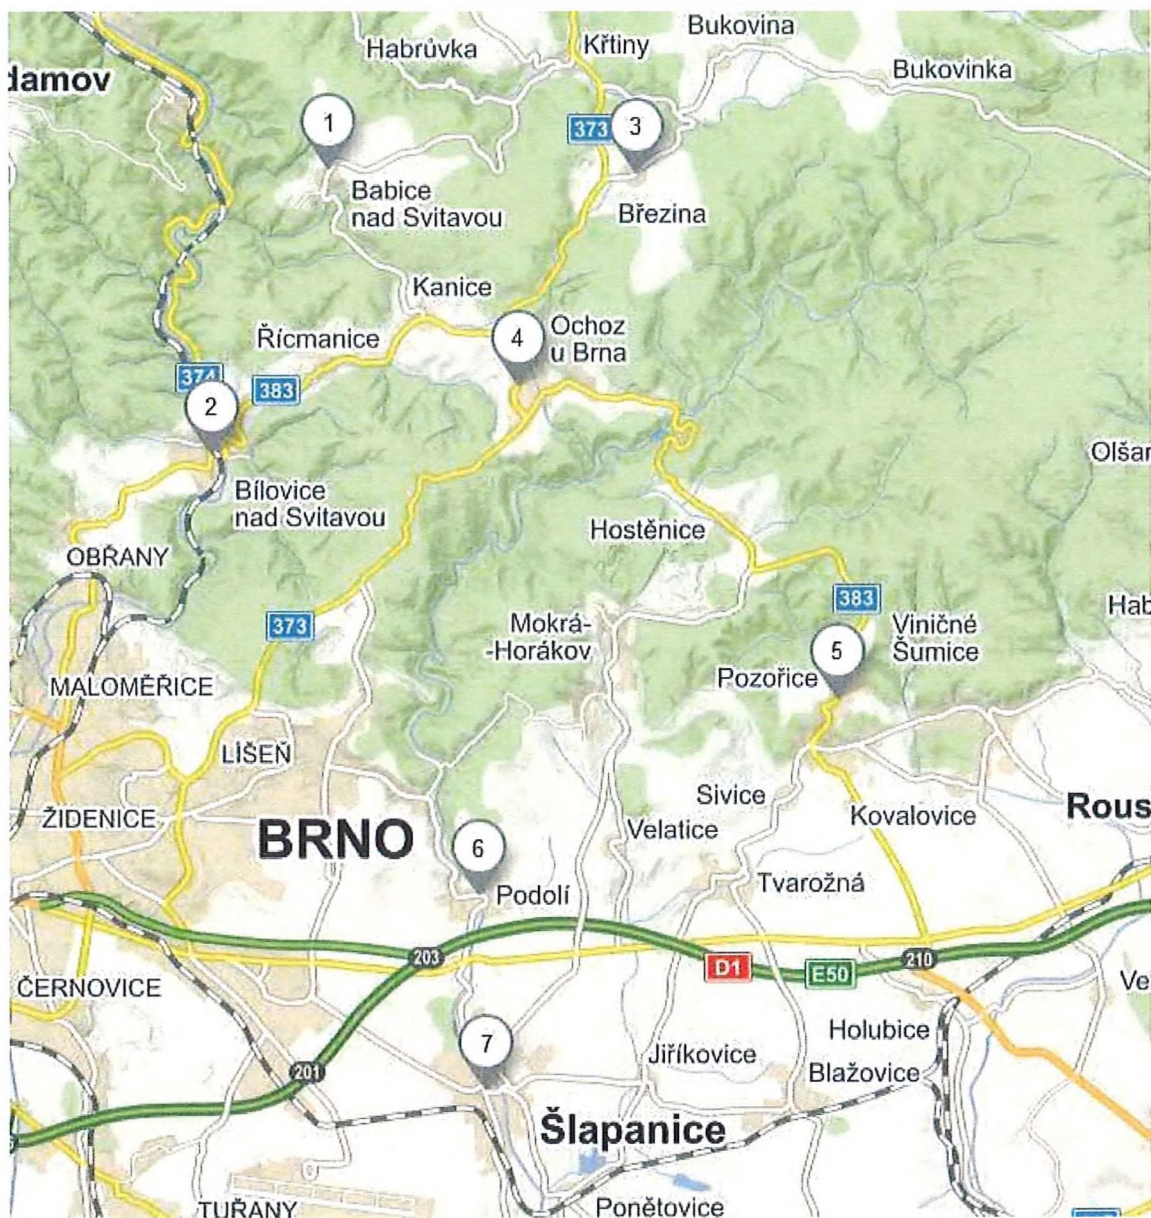 Křtiny
Bukovina
Habrůvka
Bukovinka
damov
1
373
3
Babice
nad Svitavou
Březina
Kanice
Řícmanice
4
Ochoz
u Brna
374
383
2
Olšar
Bílovice
nad Svitavou
Hostěnice
OBŘANY
383
Hab
373
Mokrá-
-Horákov
Viničné
Šumice
5
Pozořice
MALOMĚŘICE
LÍŠEŇ
Sivice
Rous
ŽIDENICE
BRNO
Velatice
Kovalovice
6
Podolí
Tvarožná
203
D1
E50
210
ČERNOVICE
Ve
Holubice
7
Jiříkovice
201
Blažovice
Šlapanice
TUŘANY
Ponětovice